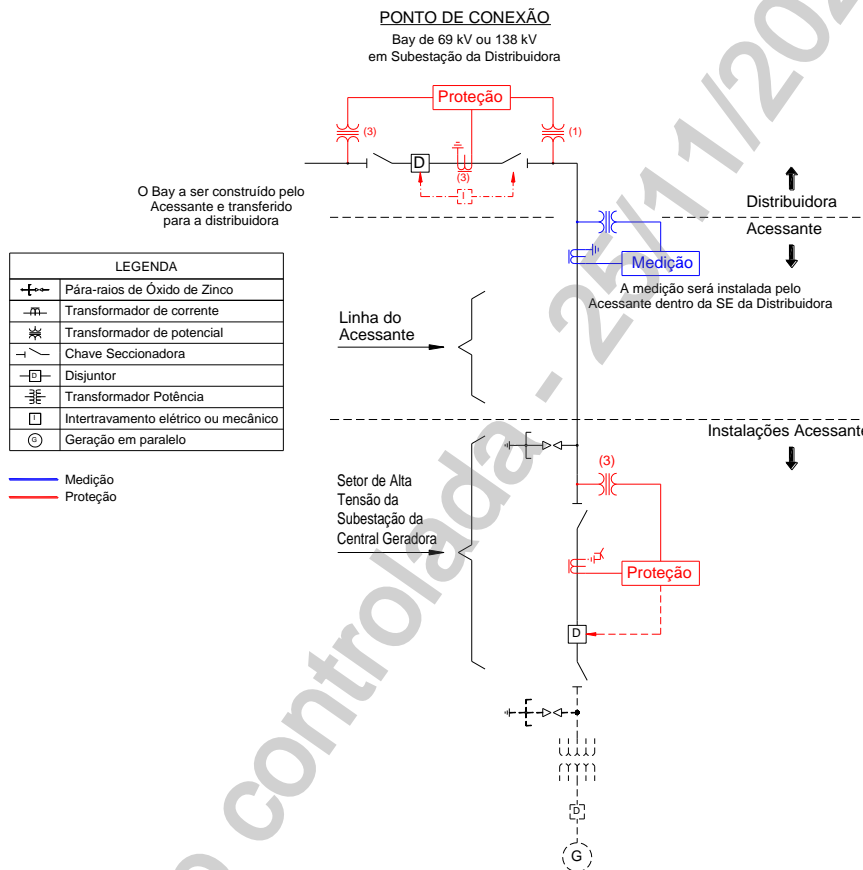 PONTO DE CONEXÃO
Bay de 69 kV ou 138 kV
em Subestação da Distribuidora
Proteção
(3)
(1)
D
(3)
I
O Bay a ser construído pelo
Acessante e transferido
para a distribuidora
Distribuidora
Acessante
Medição
A medição será instalada pelo
Acessante dentro da SE da Distribuidora
LEGENDA
Pára-raios de Óxido de Zinco
Transformador de corrente
Transformador de potencial
Chave Seccionadora
D Disjuntor
Transformador Potência
I Intertravamento elétrico ou mecânico
G Geração em paralelo
Medição
Proteção
Linha do
Acessante
Instalações Acessante
(3)
Setor de Alta
Tensão da
Subestação da
Central Geradora
Proteção
D
D
G
o controlada - 25/11/202